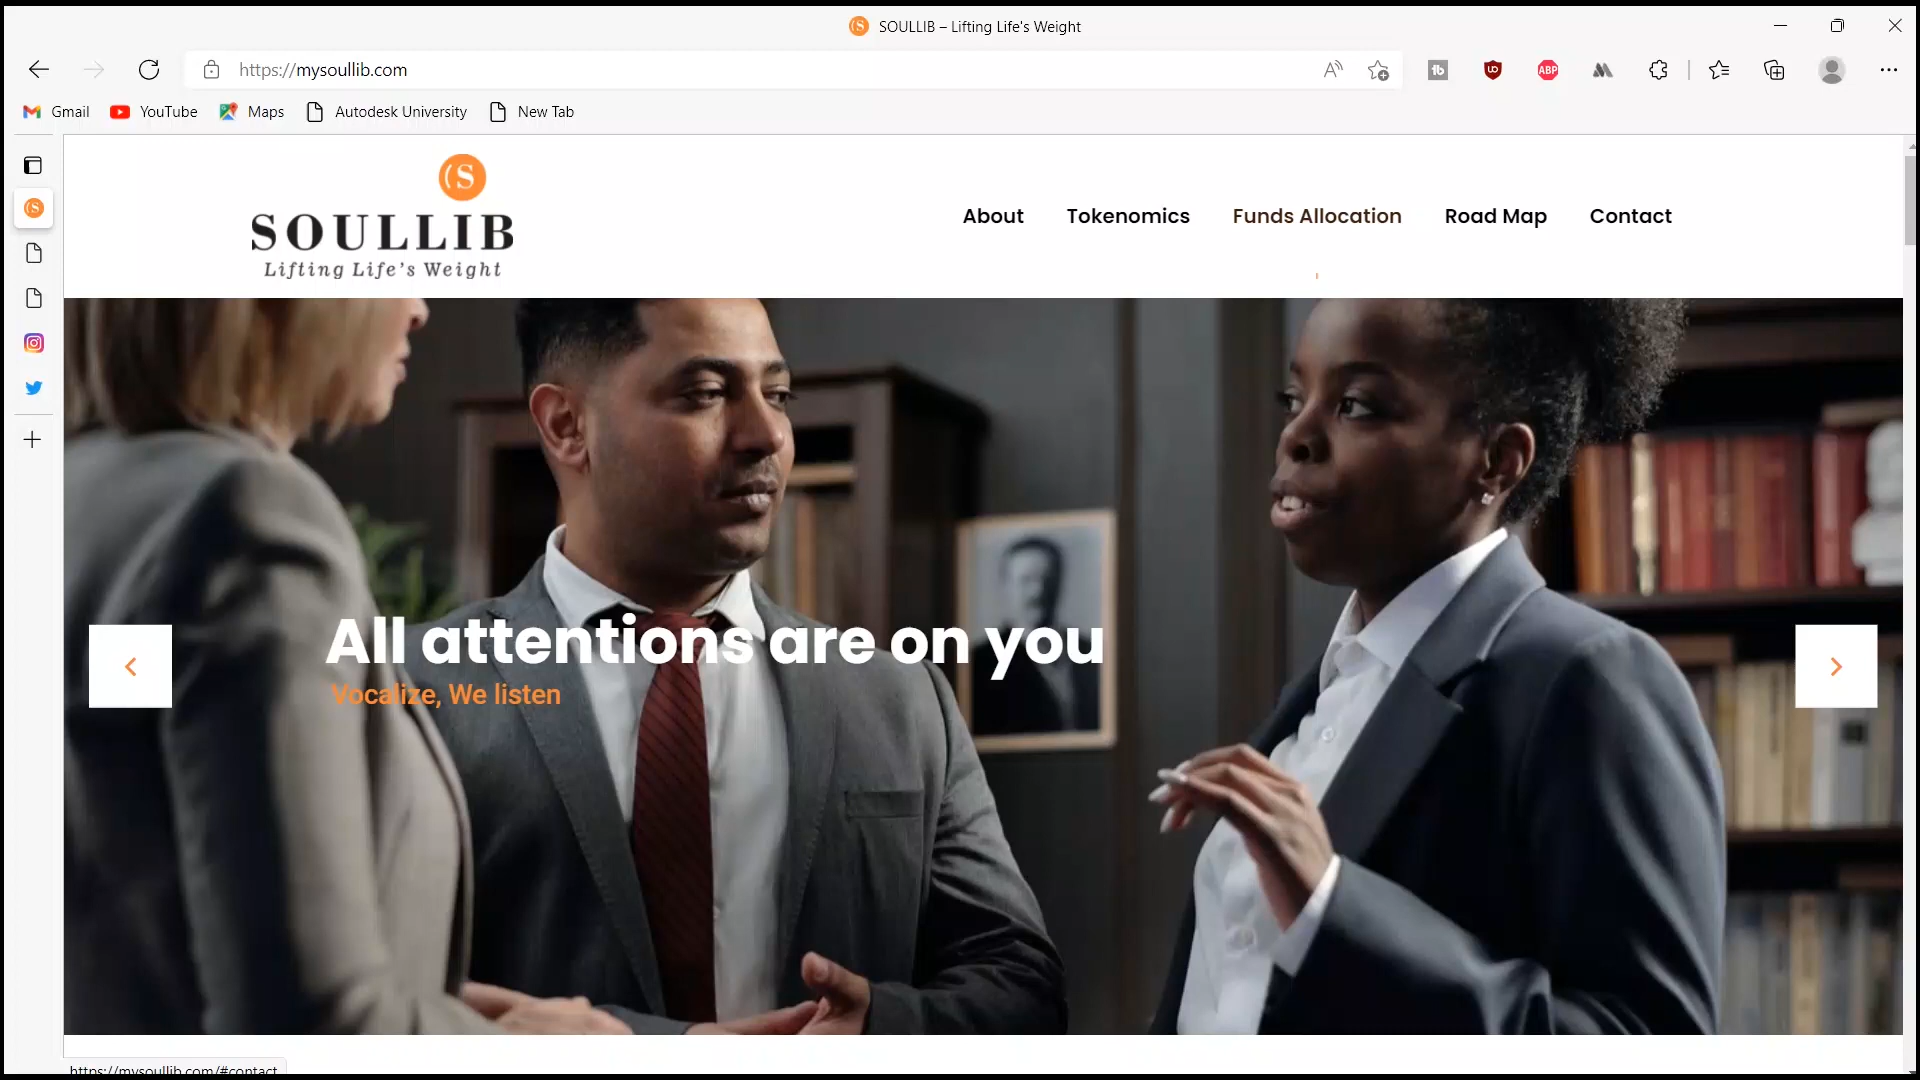 SOULLIB – Lifting Life's Weight
https://mysoullib.com
Gmail
YouTube
Maps
Autodesk University
New Tab
ABP
SOULLIB
Lifting Life's Weight
About
Tokenomics
Funds Allocation
Road Map
Contact
All attentions are on you
Vocalize, We listen
https://mysoullib.com/#contact